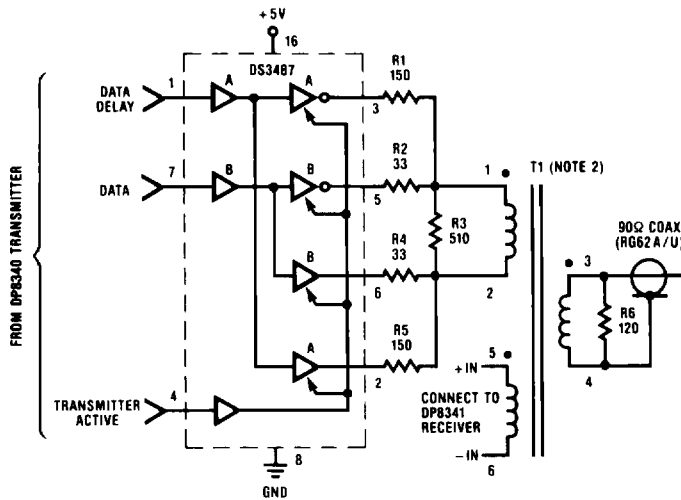 +5V
16
DS3487
R1
150
DATA
DELAY
1
A
A
3
R2
33
1
T1 (NOTE 2)
DATA
7
B
B
5
90Ω COAX
(RG62A/U)
R3
510
3
FROM DP8340 TRANSMITTER
B
R4
33
6
2
R6
120
A
R5
150
2
5
4
+IN
TRANSMITTER
ACTIVE
4
CONNECT TO
DP8341
RECEIVER
-IN
6
8
GND